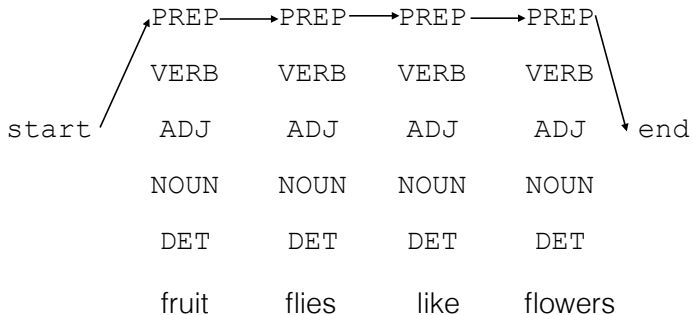 PREP PREP PREP PREP
VERB VERB VERB VERB
start ADJ ADJ ADJ ADJ end
NOUN NOUN NOUN NOUN
DET DET DET DET
fruit flies like flowers